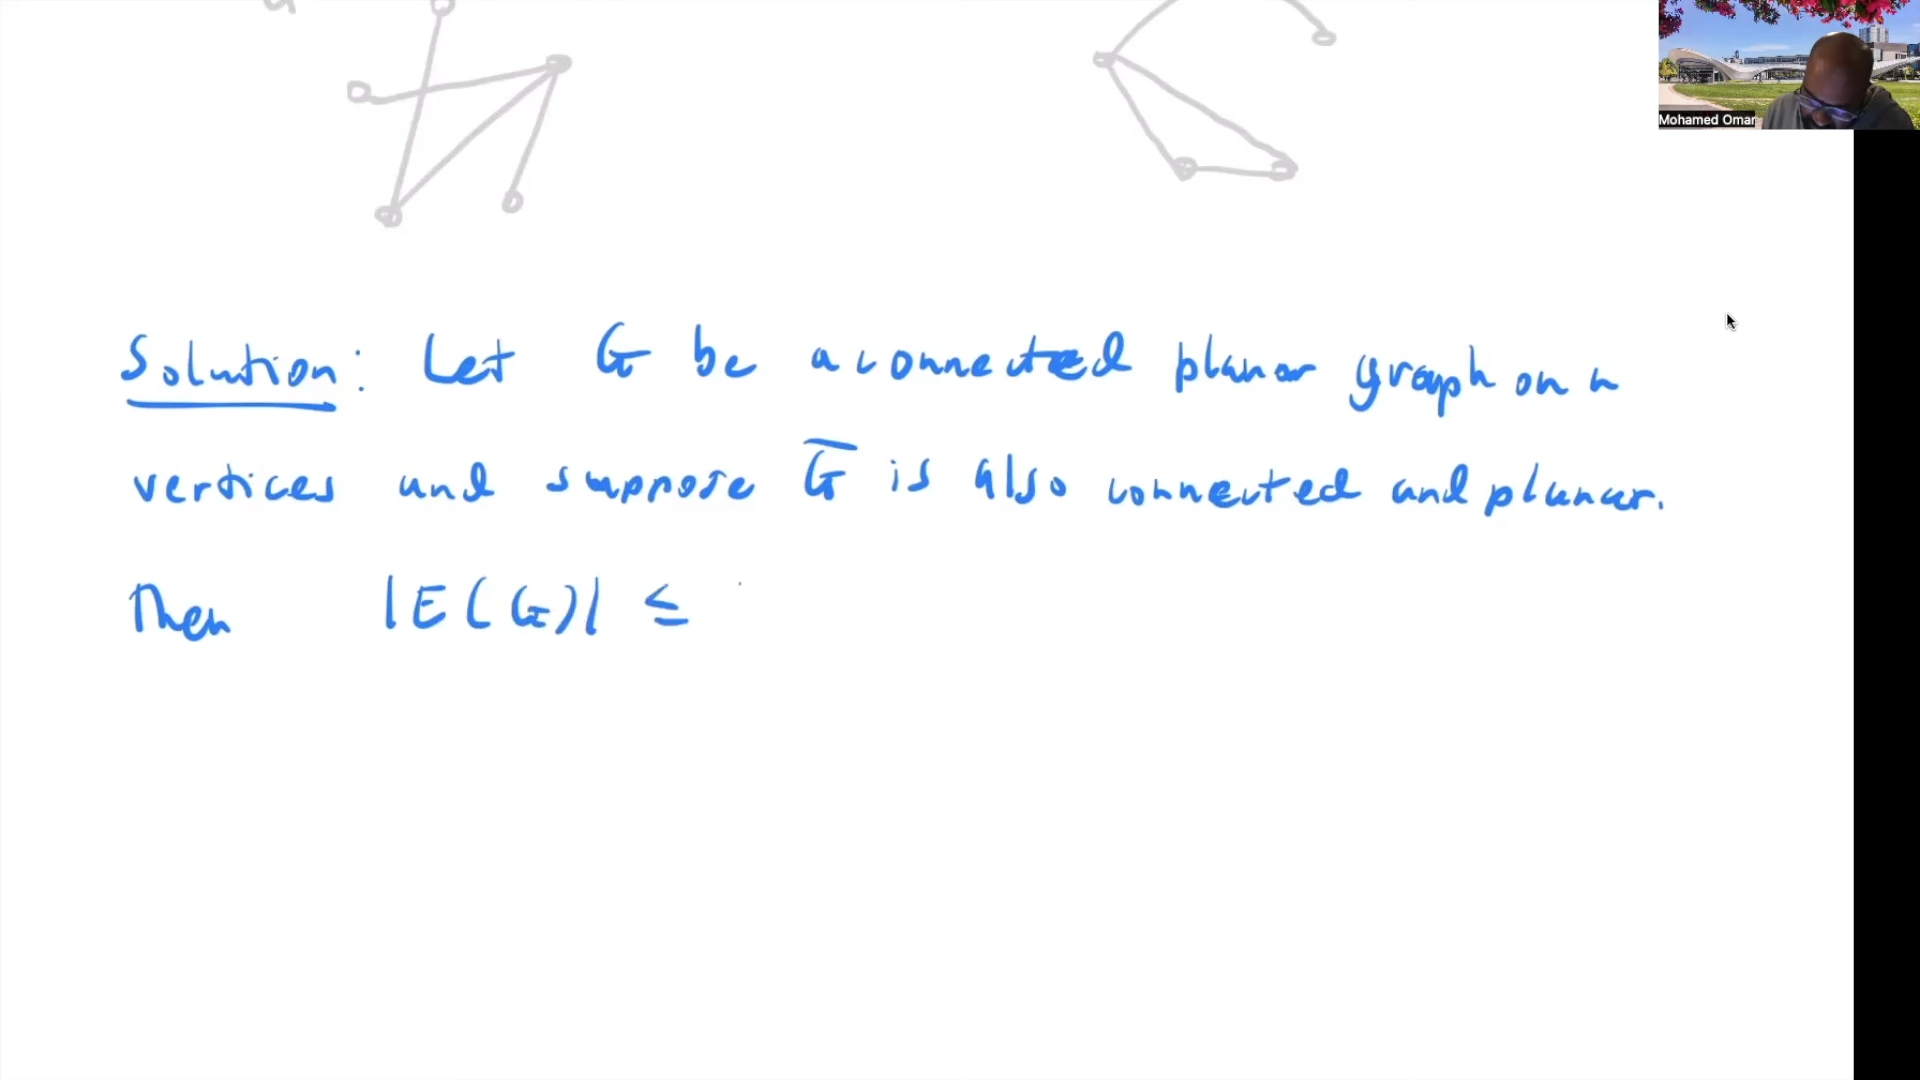 Mohamed Omar
Solution: Let G be a connected planar graph on n
vertices and suppose G̅ is also connected and planar.
Then |E(G)| ≤